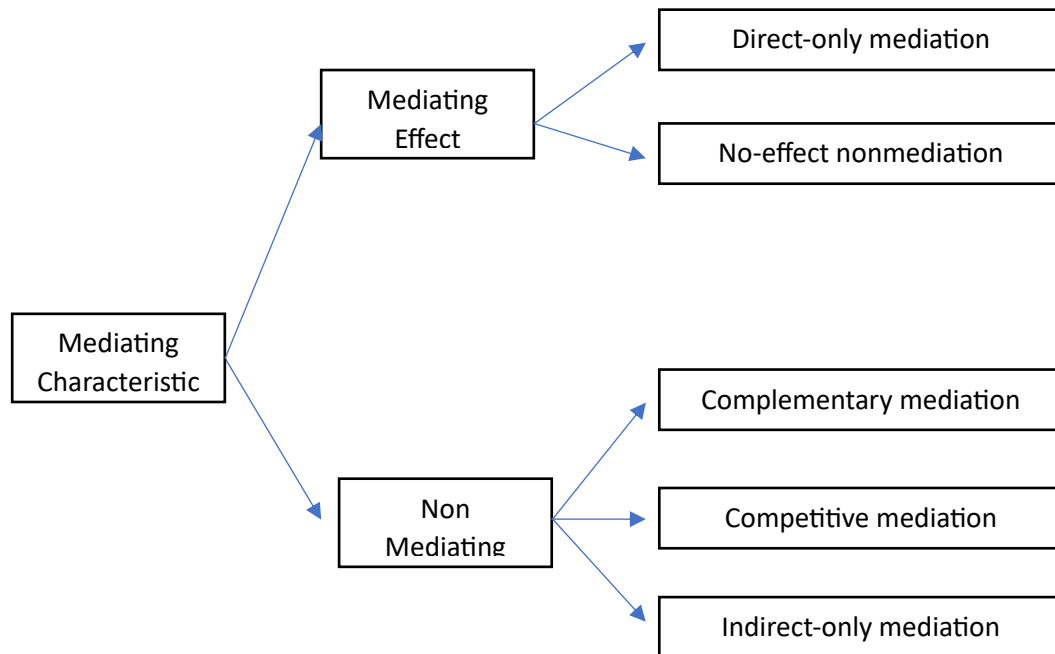 Direct-only mediation
Mediating
Effect
No-effect nonmediation
Mediating
Characteristic
Complementary mediation
Non
Mediating
Competitive mediation
Indirect-only mediation